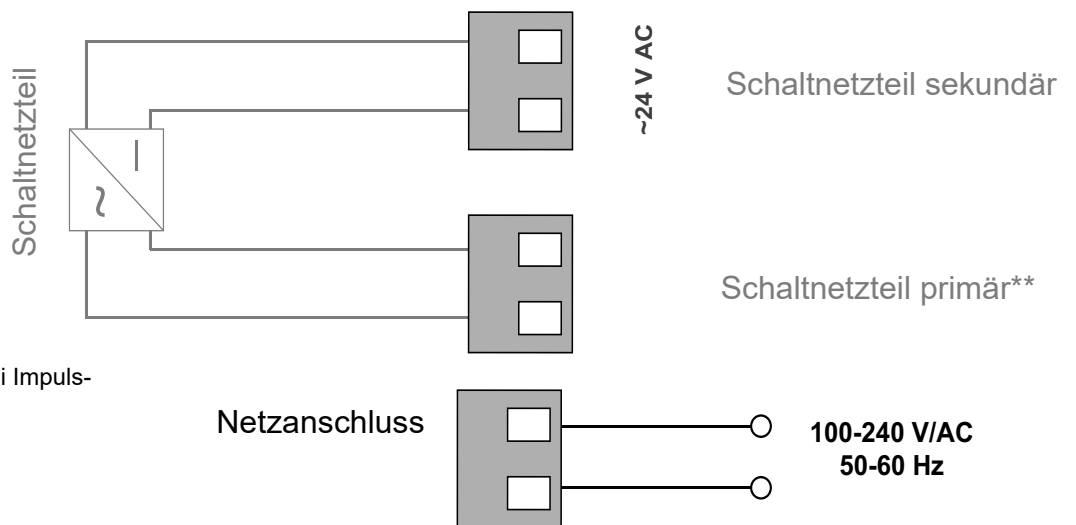 Schaltnetzteil
~24 V AC
Schaltnetzteil sekundär
Schaltnetzteil primär**
i Impuls-
Netzanschluss
100-240 V/AC
50-60 Hz